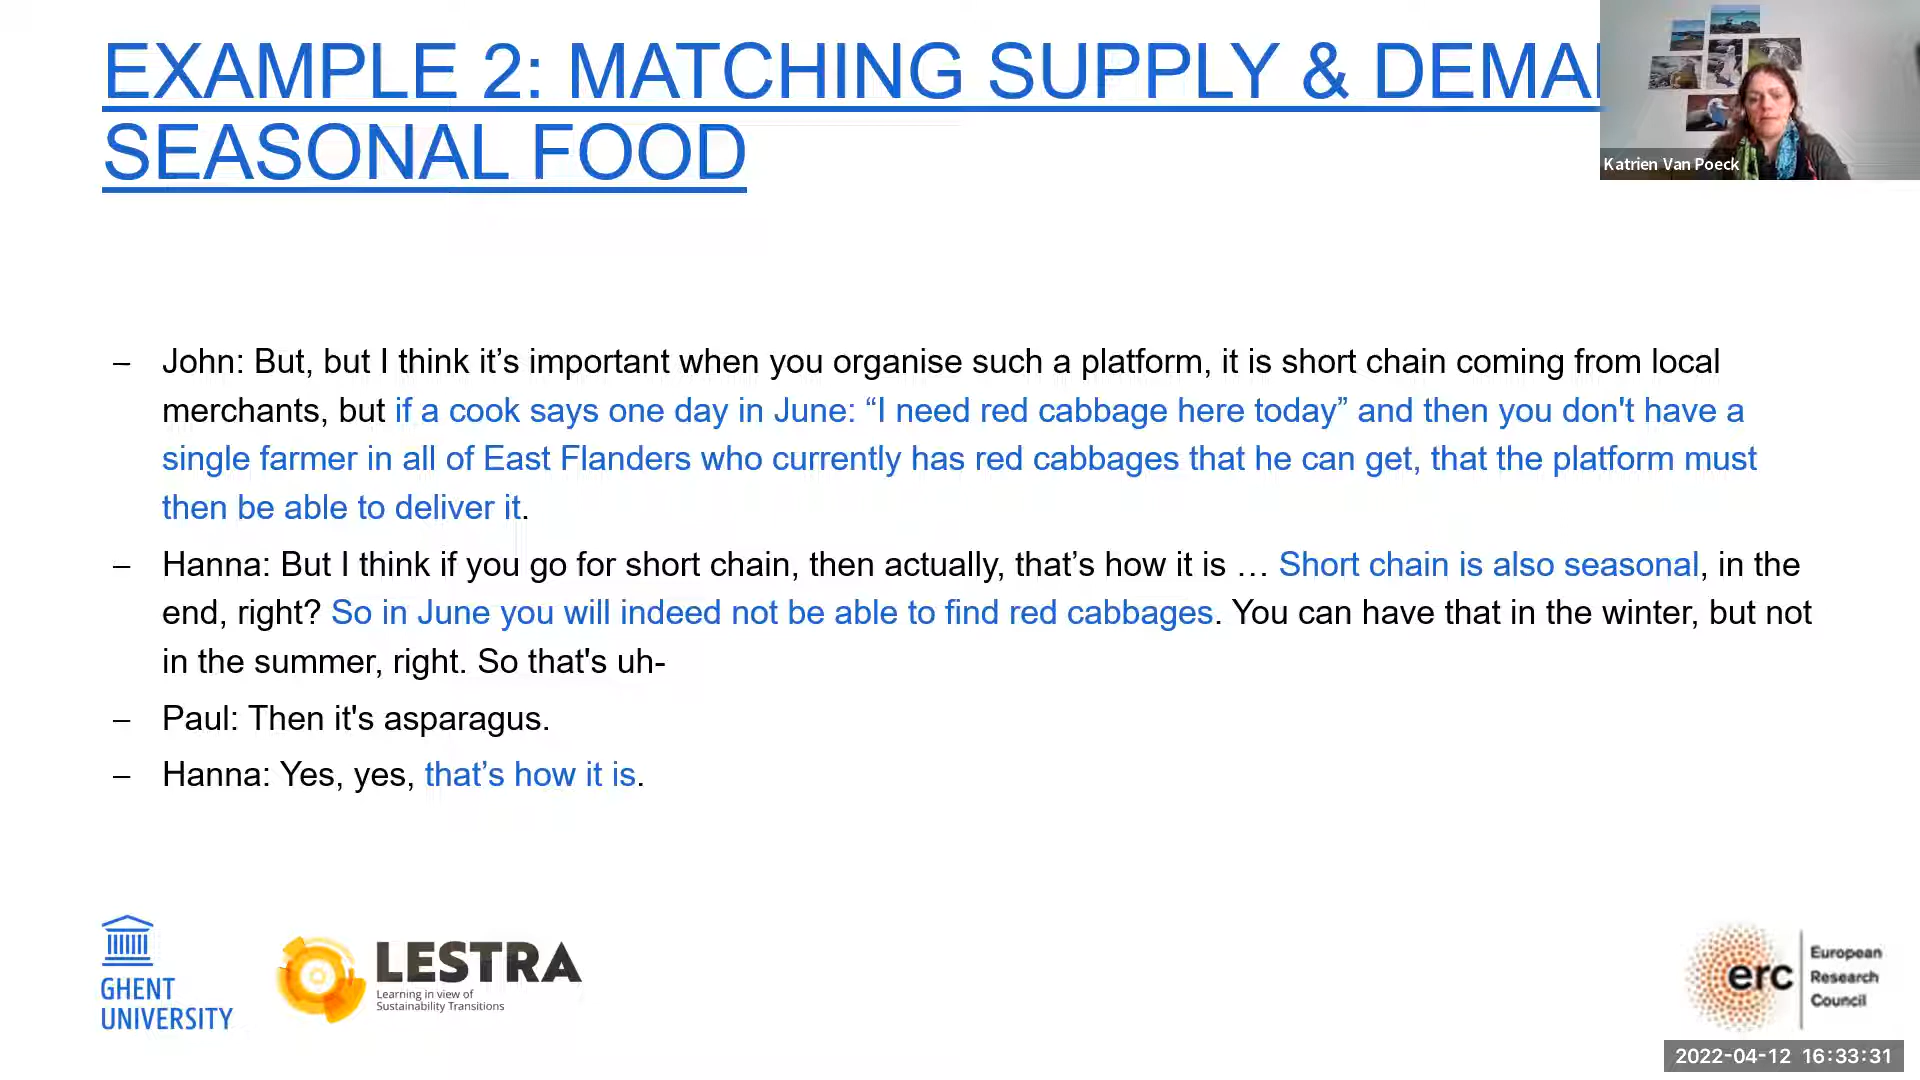 EXAMPLE 2: MATCHING SUPPLY &
SEASONAL FOOD
Katrien Van Poeck
– John: But, but I think it’s important when you organise such a platform, it is short chain coming from local
merchants, but if a cook says one day in June: “I need red cabbage here today” and then you don't have a
single farmer in all of East Flanders who currently has red cabbages that he can get, that the platform must
then be able to deliver it.
– Hanna: But I think if you go for short chain, then actually, that’s how it is … Short chain is also seasonal, in the
end, right? So in June you will indeed not be able to find red cabbages. You can have that in the winter, but not
in the summer, right. So that's uh-
– Paul: Then it's asparagus.
– Hanna: Yes, yes, that’s how it is.
GHENT
UNIVERSITY
LESTRA
Learning in view of
Sustainability Transitions
erc
European
Research
Council
2022-04-12 16:33:31